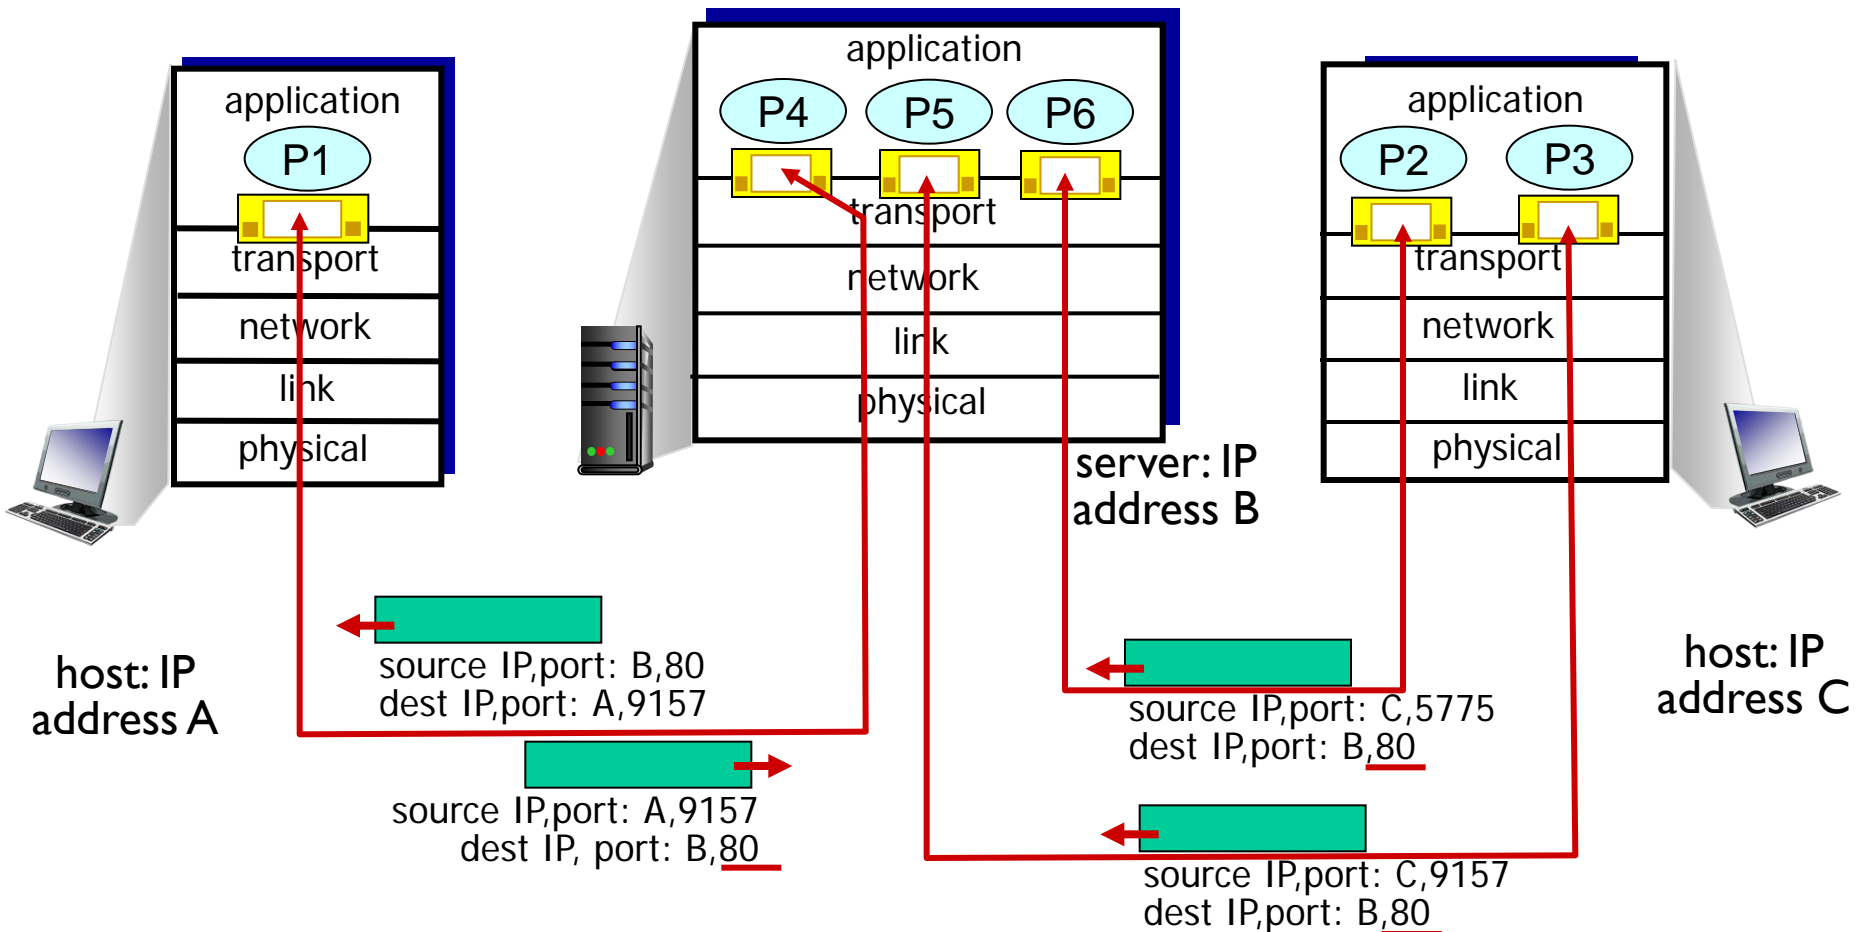 application
P1
transport
network
link
physical
host: IP
address A
application
P4 P5 P6
transport
network
link
physical
server: IP
address B
application
P2 P3
transport
network
link
physical
host: IP
address C
source IP,port: B,80
dest IP,port: A,9157
source IP,port: A,9157
dest IP, port: B,80
source IP,port: C,5775
dest IP,port: B,80
source IP,port: C,9157
dest IP,port: B,80